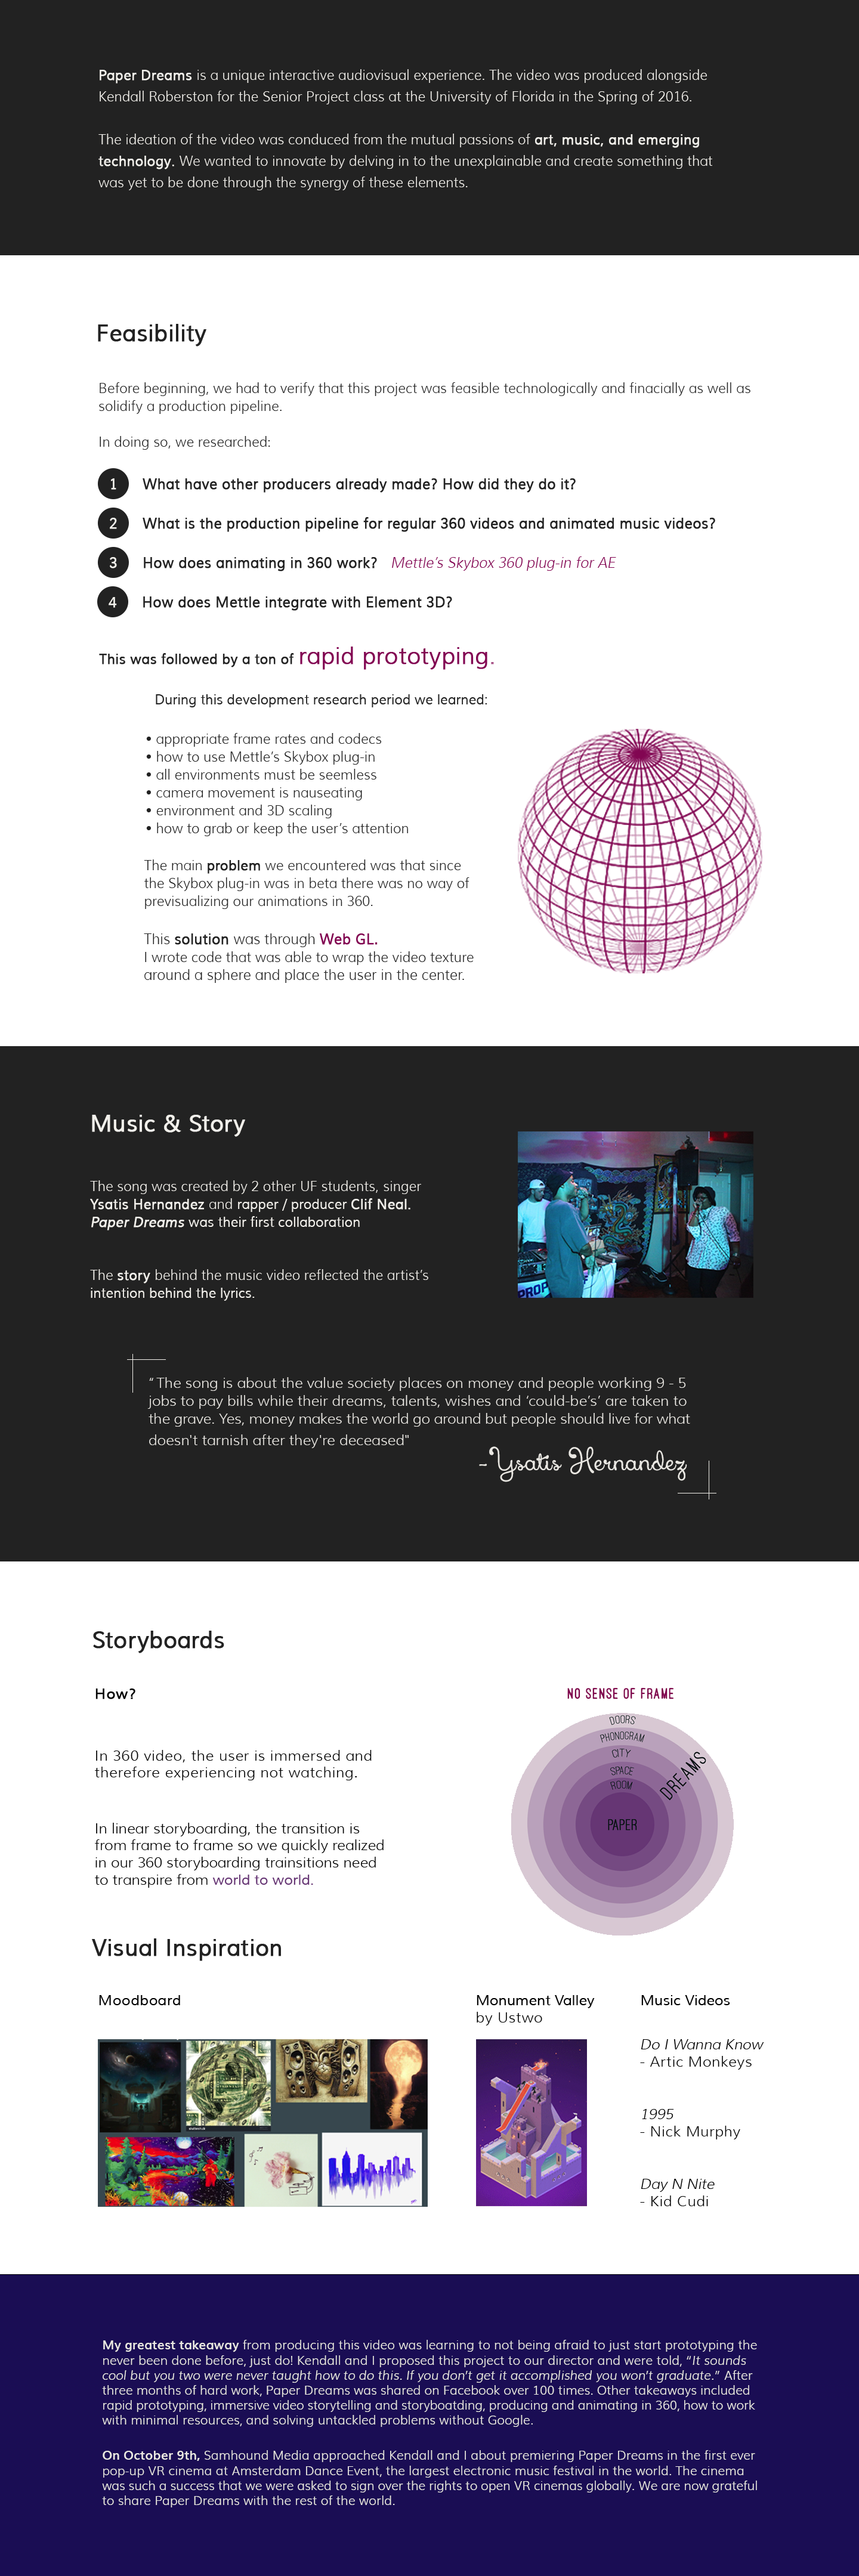 Paper Dreams is a unique interactive audiovisual experience. The video was produced alongside
Kendall Roberston for the Senior Project class at the University of Florida in the Spring of 2016.
The ideation of the video was conduced from the mutual passions of art, music, and emerging
technology. We wanted to innovate by delving in to the unexplainable and create something that
was yet to be done through the synergy of these elements.
Feasibility
Before beginning, we had to verify that this project was feasible technologically and finacially as well as
solidify a production pipeline.
In doing so, we researched:
1 What have other producers already made? How did they do it?
2 What is the production pipeline for regular 360 videos and animated music videos?
3 How does animating in 360 work? Mettle's Skybox 360 plug-in for AE
4 How does Mettle integrate with Element 3D?
This was followed by a ton of rapid prototyping.
During this development research period we learned:
• appropriate frame rates and codecs
• how to use Mettle's Skybox plug-in
• all environments must be seemless
• camera movement is nauseating
• environment and 3D scaling
• how to grab or keep the user's attention
The main problem we encountered was that since
the Skybox plug-in was in beta there was no way of
previsualizing our animations in 360.
This solution was through Web GL.
I wrote code that was able to wrap the video texture
around a sphere and place the user in the center.
Music & Story
The song was created by 2 other UF students, singer
Ysatis Hernandez and rapper / producer Clif Neal.
Paper Dreams was their first collaboration
The story behind the music video reflected the artist's
intention behind the lyrics.
PROP
"The song is about the value society places on money and people working 9 - 5
jobs to pay bills while their dreams, talents, wishes and 'could-be's' are taken to
the grave. Yes, money makes the world go around but people should live for what
doesn't tarnish after they're deceased"
- Ysatis Hernandez
Storyboards
How?
In 360 video, the user is immersed and
therefore experiencing not watching.
In linear storyboarding, the transition is
from frame to frame so we quickly realized
in our 360 storyboarding trainsitions need
to transpire from world to world.
NO SENSE OF FRAME
DOORS
PHONOGRAM
CITY
SPACE
ROOM
PAPER
DREAMS
Visual Inspiration
Moodboard
Monument Valley
by Ustwo
Music Videos
Do I Wanna Know
- Artic Monkeys
1995
- Nick Murphy
Day N Nite
- Kid Cudi
My greatest takeaway from producing this video was learning to not being afraid to just start prototyping the
never been done before, just do! Kendall and I proposed this project to our director and were told, "It sounds
cool but you two were never taught how to do this. If you don't get it accomplished you won't graduate." After
three months of hard work, Paper Dreams was shared on Facebook over 100 times. Other takeaways included
rapid prototyping, immersive video storytelling and storyboatding, producing and animating in 360, how to work
with minimal resources, and solving untackled problems without Google.
On October 9th, Samhound Media approached Kendall and I about premiering Paper Dreams in the first ever
pop-up VR cinema at Amsterdam Dance Event, the largest electronic music festival in the world. The cinema
was such a success that we were asked to sign over the rights to open VR cinemas globally. We are now grateful
to share Paper Dreams with the rest of the world.